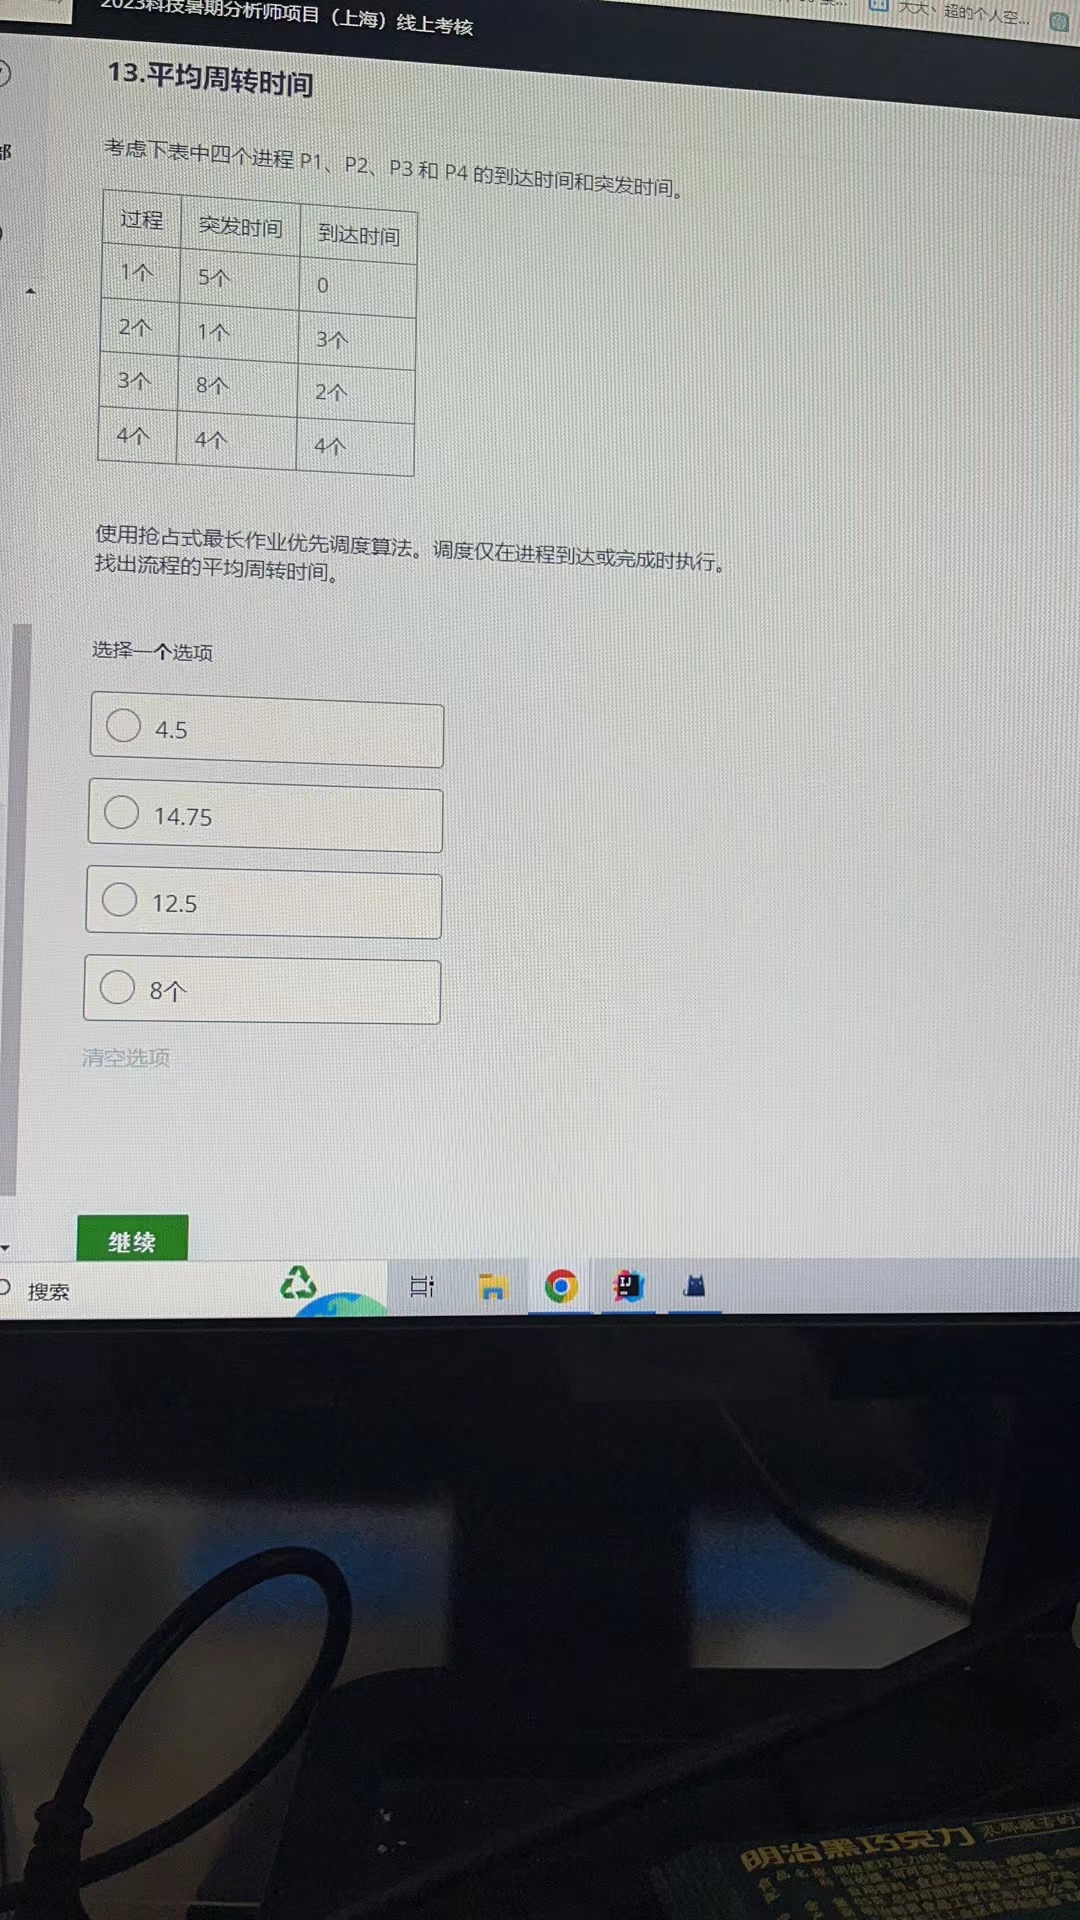 2023科技暑期分析师项目（上海）线上考核
大大、超的个人空...
13.平均周转时间
部
考虑下表中四个进程 P1、P2、P3 和 P4 的到达时间和突发时间。
过程 突发时间 到达时间
1个 5个 0
2个 1个 3个
3个 8个 2个
4个 4个 4个
使用抢占式最长作业优先调度算法。调度仅在进程到达或完成时执行。
找出流程的平均周转时间。
选择一个选项
4.5
14.75
12.5
8个
清空选项
继续
搜索
IJ
明治黑巧克力